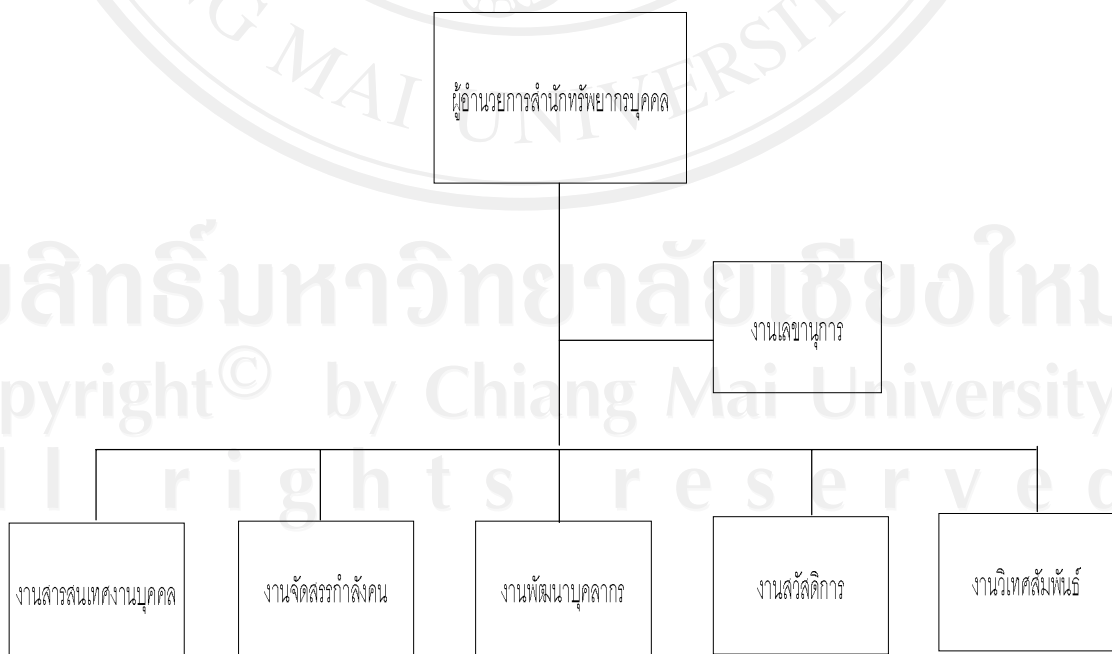 NG MAI UNIVERSIT
ผู้อำนวยการสำนักทรัพยากรบุคคล
สิทธิ์มหาวิทยาลัยเชียงใหม
งานเลขานุการ
pyright© by Chiang Mai University
l l r i g h t s r e s e r v e d
งานสารสนเทศงานบุคคล งานจัดสรรกำลังคน งานพัฒนาบุคลากร งานสวัสดิการ งานวิเทศสัมพันธ์